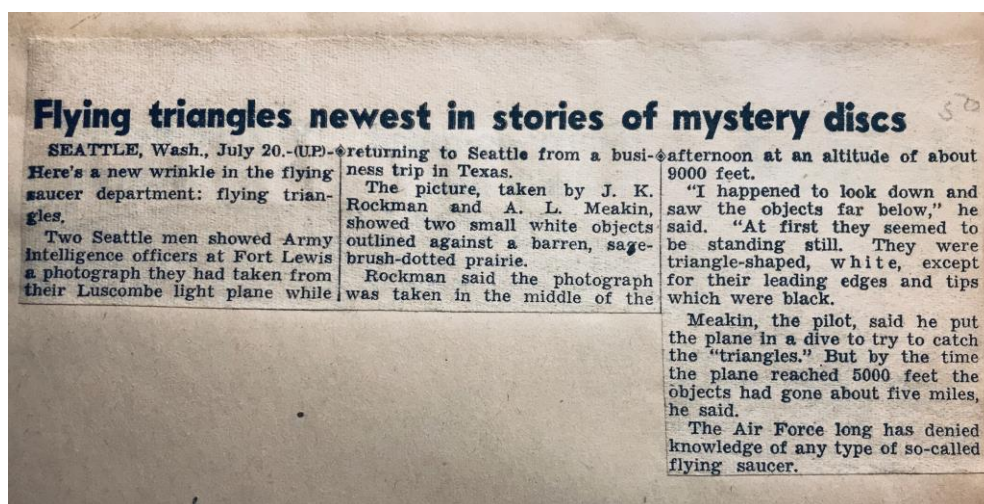 Flying triangles newest in stories of mystery discs
SEATTLE, Wash., July 20.-(UP)-
Here's a new wrinkle in the flying
saucer department: flying trian-
gles.
Two Seattle men showed Army
Intelligence officers at Fort Lewis
a photograph they had taken from
their Luscombe light plane while
returning to Seattle from a busi-
ness trip in Texas.
The picture, taken by J. K.
Rockman and A. L. Meakin,
showed two small white objects
outlined against a barren, sage-
brush-dotted prairie.
Rockman said the photograph
was taken in the middle of the
afternoon at an altitude of about
9000 feet.
"I happened to look down and
saw the objects far below," he
said. "At first they seemed to
be standing still. They were
triangle-shaped, white, except
for their leading edges and tips
which were black.
Meakin, the pilot, said he put
the plane in a dive to try to catch
the "triangles." But by the time
the plane reached 5000 feet the
objects had gone about five miles,
he said.
The Air Force long has denied
knowledge of any type of so-called
flying saucer.